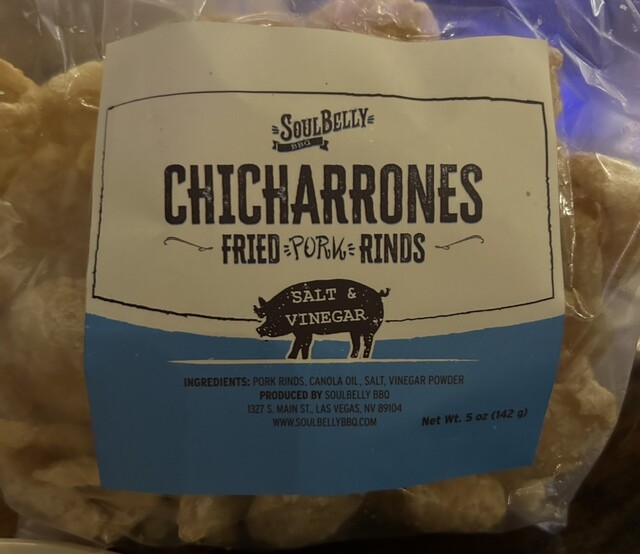 SOULBELLY
BBQ
CHICHARRONES
FRIED PORK RINDS
SALT &
VINEGAR
INGREDIENTS: PORK RINDS, CANOLA OIL, SALT, VINEGAR POWDER
PRODUCED BY SOULBELLY BBQ
1327 S. MAIN ST., LAS VEGAS, NV 89104
WWW.SOULBELLYBBQ.COM
Net Wt. 5 oz (142 g)